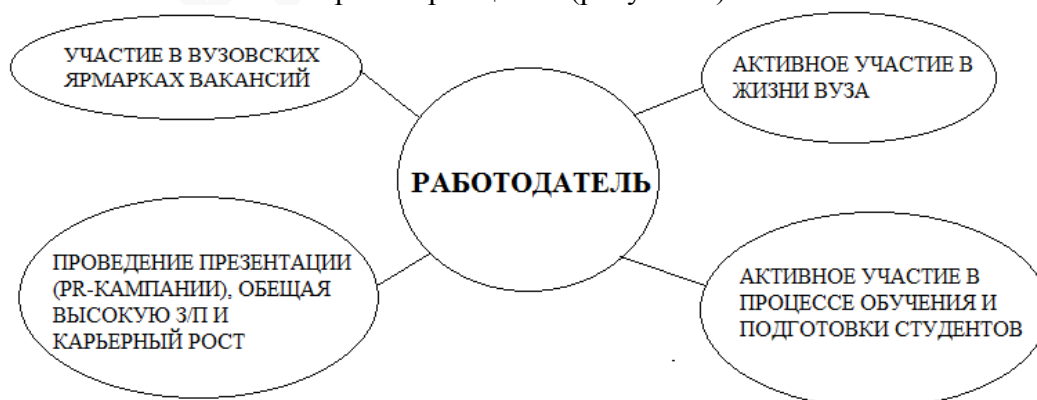 УЧАСТИЕ В ВУЗОВСКИХ
ЯРМАРКАХ ВАКАНСИЙ
АКТИВНОЕ УЧАСТИЕ В
ЖИЗНИ ВУЗА
РАБОТОДАТЕЛЬ
ПРОВЕДЕНИЕ ПРЕЗЕНТАЦИИ
(PR-КАМПАНИИ), ОБЕЩАЯ
ВЫСОКУЮ З/П И
КАРЬЕРНЫЙ РОСТ
АКТИВНОЕ УЧАСТИЕ В
ПРОЦЕССЕ ОБУЧЕНИЯ И
ПОДГОТОВКИ СТУДЕНТОВ